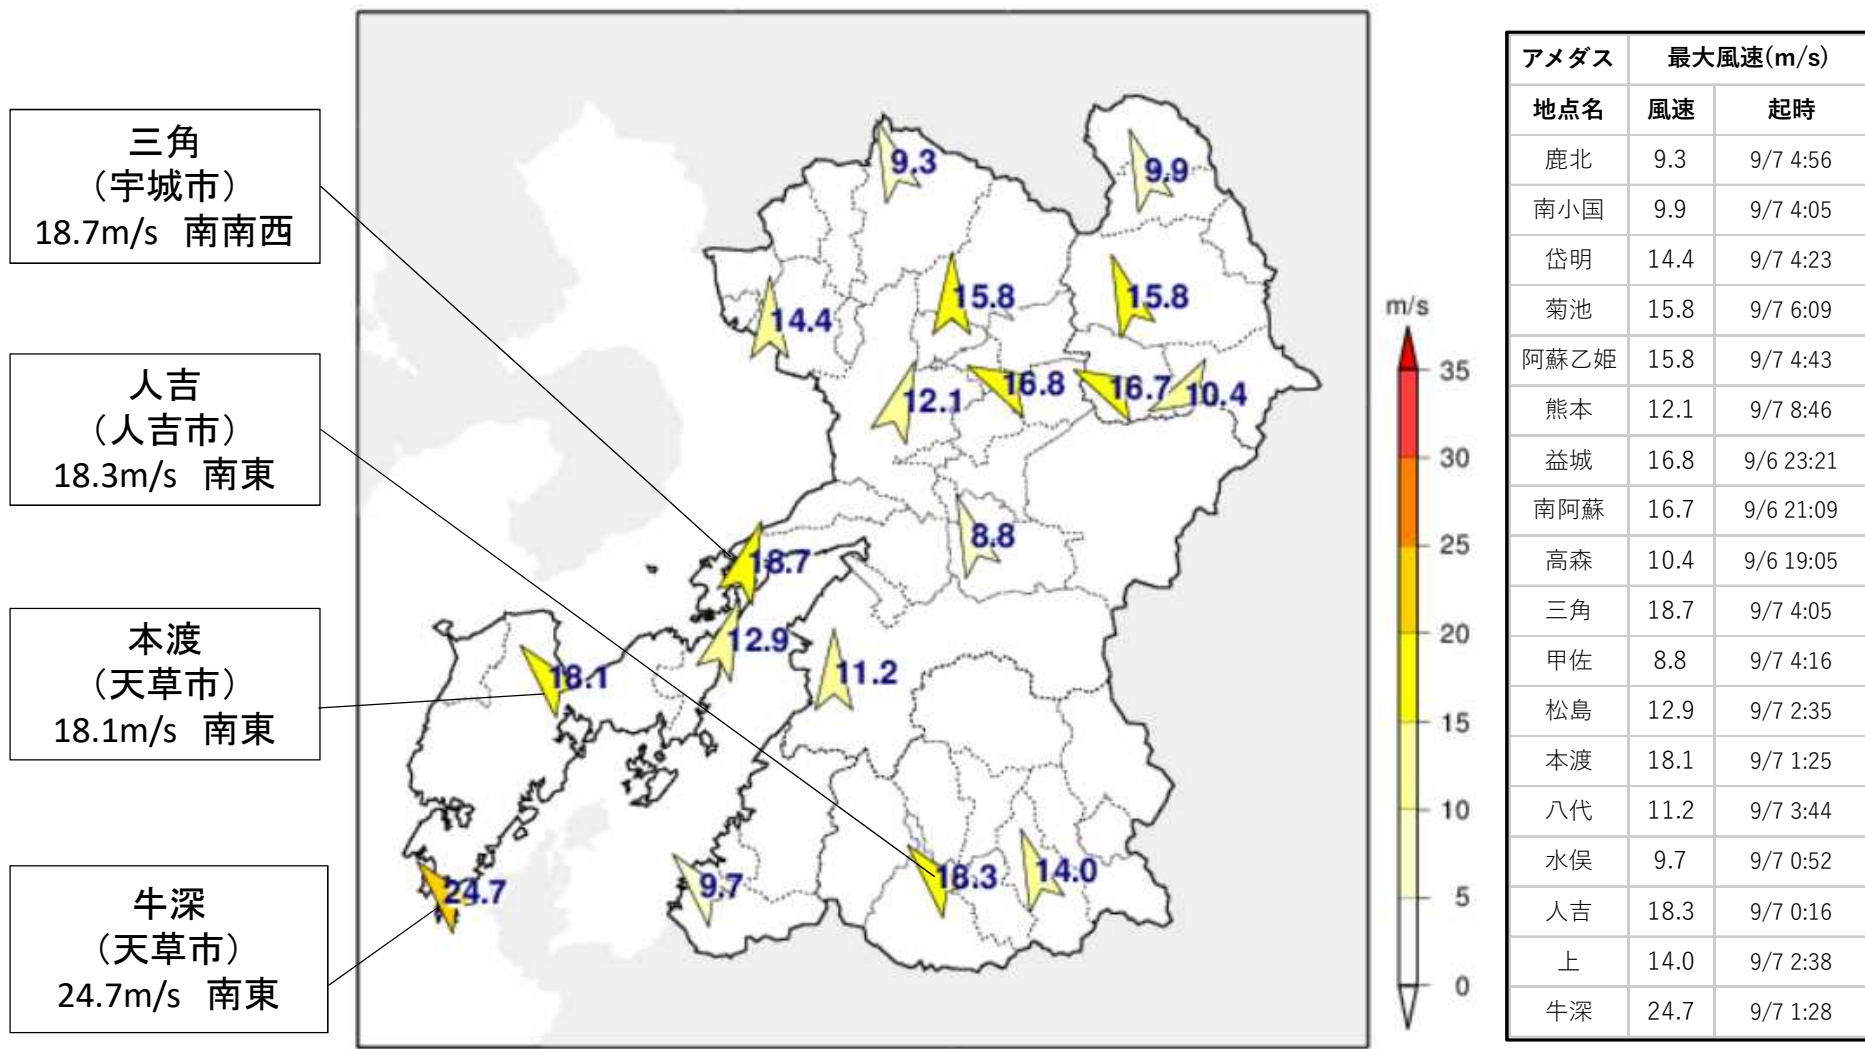 三角
（宇城市）
18.7m/s 南南西
人吉
（人吉市）
18.3m/s 南東
本渡
（天草市）
18.1m/s 南東
牛深
（天草市）
24.7m/s 南東
9.3
9.9
14.4
15.8
15.8
12.1
16.8
16.7
10.4
8.8
18.7
12.9
11.2
18.1
24.7
9.7
18.3
14.0
m/s
35
30
25
20
15
10
5
0
アメダス 最大風速(m/s)
地点名 風速 起時
鹿北 9.3 9/7 4:56
南小国 9.9 9/7 4:05
岱明 14.4 9/7 4:23
菊池 15.8 9/7 6:09
阿蘇乙姫 15.8 9/7 4:43
熊本 12.1 9/7 8:46
益城 16.8 9/6 23:21
南阿蘇 16.7 9/6 21:09
高森 10.4 9/6 19:05
三角 18.7 9/7 4:05
甲佐 8.8 9/7 4:16
松島 12.9 9/7 2:35
本渡 18.1 9/7 1:25
八代 11.2 9/7 3:44
水俣 9.7 9/7 0:52
人吉 18.3 9/7 0:16
上 14.0 9/7 2:38
牛深 24.7 9/7 1:28